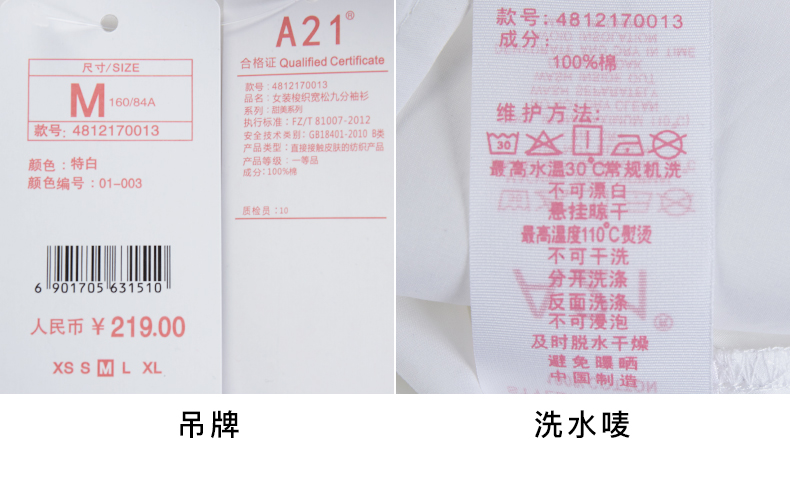 尺寸/SIZE
M 160/84A
款号: 4812170013
颜色：特白
颜色编号：01-003
6 901705 631510
人民币 ¥ 219.00
XS S M L XL
A21®
合格证 Qualified Certificate
款号：4812170013
品名：女装梭织宽松九分袖衫
系列：甜美系列
执行标准：FZ/T 81007-2012
安全技术类别：GB18401-2010 B类
产品类型：直接接触皮肤的纺织产品
产品等级：一等品
成分：100%棉
质检员：10
款号: 4812170013
成分：
100%棉
维护方法:
30
最高水温30℃常规机洗
不可漂白
悬挂晾干
最高温度110℃熨烫
不可干洗
分开洗涤
反面洗涤
不可浸泡
及时脱水干燥
避免曝晒
中国制造
吊牌
洗水唛